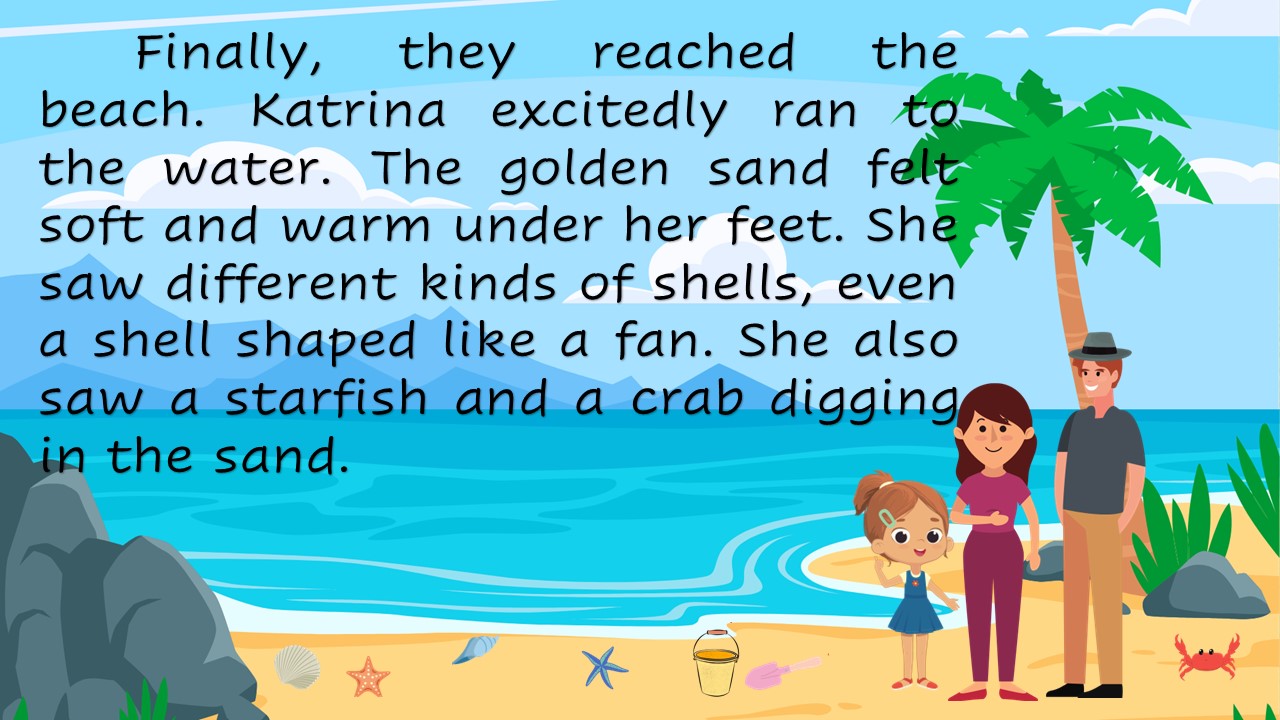 Finally, they reached the
beach. Katrina excitedly ran to
the water. The golden sand felt
soft and warm under her feet. She
saw different kinds of shells, even
a shell shaped like a fan. She also
saw a starfish and a crab digging
in the sand.